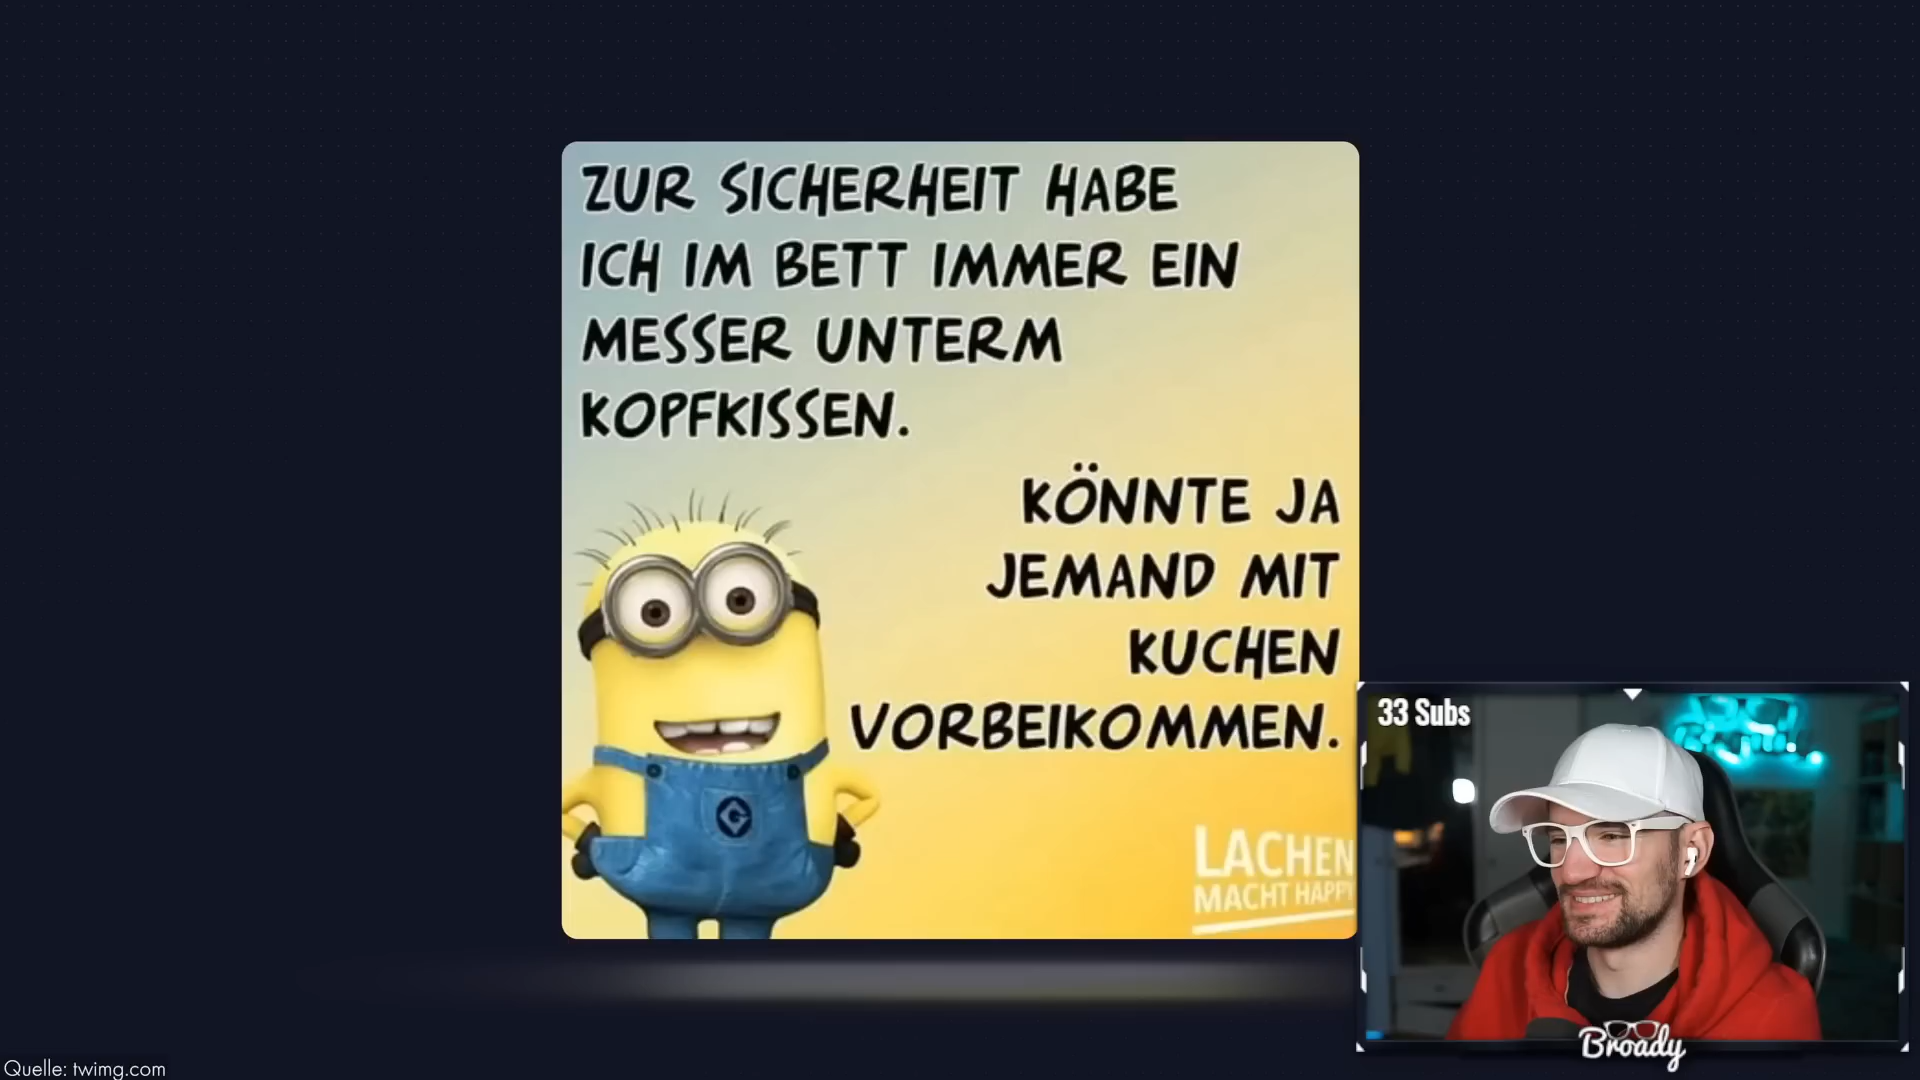 ZUR SICHERHEIT HABE
ICH IM BETT IMMER EIN
MESSER UNTERM
KOPFKISSEN.
KÖNNTE JA
JEMAND MIT
KUCHEN
VORBEIKOMMEN.
LACHEN
MACHT HAPPY
33 Subs
Broady
Quelle: twimg.com